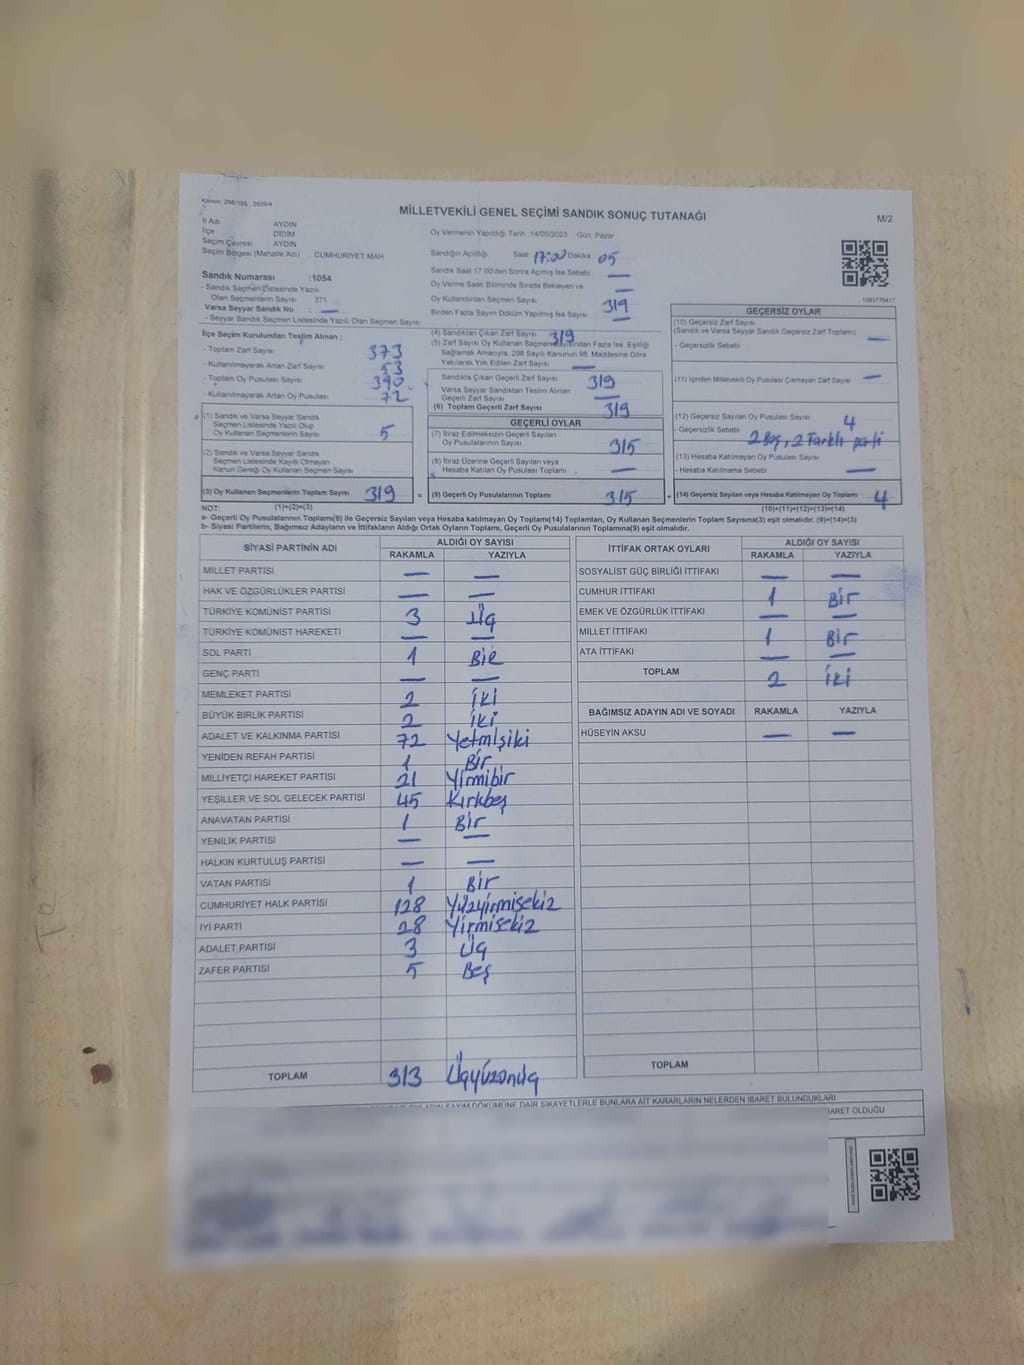 Kanun: 298/105 , 2839/4
MİLLETVEKİLİ GENEL SEÇİMİ SANDIK SONUÇ TUTANAĞI
M/2
İl Adı AYDIN
İlçe DİDİM
Seçim Çevresi : AYDIN
Seçim Bölgesi (Mahalle Adı) : CUMHURİYET MAH
Oy Vermenin Yapıldığı Tarih :14/05/2023 Gün: Pazar
Sandığın Açıldığı Saat 17:00 Dakika 05
Sandık Saat 17:00'den Sonra Açılmış İse Sebebi : —
Oy Verme Saati Bitiminde Sırada Bekleyen ve
Oy Kullandırılan Seçmen Sayısı : —
Birden Fazla Sayım Döküm Yapılmış İse Sayısı 319 —
Sandık Numarası :1054
- Sandık Seçmen Listesinde Yazılı
Olan Seçmenlerin Sayısı 371
Varsa Seyyar Sandık No : —
- Seyyar Sandık Seçmen Listesinde Yazılı Olan Seçmen Sayısı
İlçe Seçim Kurulundan Teslim Alınan ;
- Toplam Zarf Sayısı 373
- Kullanılmayarak Artan Zarf Sayısı 53
- Toplam Oy Pusulası Sayısı 390
- Kullanılmayarak Artan Oy Pusulası 72
(1) Sandık ve Varsa Seyyar Sandık
Seçmen Listesinde Yazılı Olup
Oy Kullanan Seçmenlerin Sayısı 5
(2) Sandık ve Varsa Seyyar Sandık
Seçmen Listesinde Kayıtlı Olmayan
Kanun Gereği Oy Kullanan Seçmen Sayısı
(3) Oy Kullanan Seçmenlerin Toplam Sayısı 319
(1)+(2)=(3)
(4) Sandıktan Çıkan Zarf Sayısı 319
(5) Zarf Sayısı Oy Kullanan Seçmen Sayısından Fazla İse, Eşitliği
Sağlamak Amacıyla, 298 Sayılı Kanunun 98. Maddesine Göre
Yakılarak Yok Edilen Zarf Sayısı —
Sandıkta Çıkan Geçerli Zarf Sayısı 319
Varsa Seyyar Sandıktan Teslim Alınan
Geçerli Zarf Sayısı —
(6) Toplam Geçerli Zarf Sayısı 319
GEÇERLİ OYLAR
(7) İtiraz Edilmeksizin Geçerli Sayılan
Oy Pusulalarının Sayısı 315
(8) İtiraz Üzerine Geçerli Sayılan veya
Hesaba Katılan Oy Pusulası Toplamı —
= (9) Geçerli Oy Pusulalarının Toplamı 315
GEÇERSİZ OYLAR
(10) Geçersiz Zarf Sayısı
(Sandık ve Varsa Seyyar Sandık Geçersiz Zarf Toplamı) —
- Geçersizlik Sebebi
(11) İçinden Milletvekili Oy Pusulası Çıkmayan Zarf Sayısı —
(12) Geçersiz Sayılan Oy Pusulası Sayısı 4
- Geçersizlik Sebebi 2 Boş, 2 Farklı parti
(13) Hesaba Katılmayan Oy Pusulası Sayısı
- Hesaba Katılmama Sebebi —
+ (14) Geçersiz Sayılan veya Hesaba Katılmayan Oy Toplamı 4
(10)+(11)+(12)+(13)=(14)
NOT:
a- Geçerli Oy Pusulalarının Toplamı(9) ile Geçersiz Sayılan veya Hesaba katılmayan Oy Toplamı(14) Toplamları, Oy Kullanan Seçmenlerin Toplam Sayısına(3) eşit olmalıdır. (9)+(14)=(3)
b- Siyasi Partilerin, Bağımsız Adayların ve İttifakların Aldığı Ortak Oyların Toplamı, Geçerli Oy Pusulalarının Toplamına(9) eşit olmalıdır.
SİYASİ PARTİNİN ADI ALDIĞI OY SAYISI
RAKAMLA YAZIYLA
MİLLET PARTİSİ — —
HAK VE ÖZGÜRLÜKLER PARTİSİ — —
TÜRKİYE KOMÜNİST PARTİSİ 3 Üç
TÜRKİYE KOMÜNİST HAREKETİ — —
SOL PARTİ 1 Bir
GENÇ PARTİ — —
MEMLEKET PARTİSİ 2 İki
BÜYÜK BİRLİK PARTİSİ 2 İki
ADALET VE KALKINMA PARTİSİ 72 Yetmişiki
YENİDEN REFAH PARTİSİ 1 Bir
MİLLİYETÇİ HAREKET PARTİSİ 21 Yirmibir
YEŞİLLER VE SOL GELECEK PARTİSİ 45 Kırkbeş
ANAVATAN PARTİSİ 1 Bir
YENİLİK PARTİSİ — —
HALKIN KURTULUŞ PARTİSİ — —
VATAN PARTİSİ 1 Bir
CUMHURİYET HALK PARTİSİ 128 Yüzyirmisekiz
İYİ PARTİ 28 Yirmisekiz
ADALET PARTİSİ 3 Üç
ZAFER PARTİSİ 5 Beş
TOPLAM 313 Üçyüzonüç
İTTİFAK ORTAK OYLARI ALDIĞI OY SAYISI
RAKAMLA YAZIYLA
SOSYALİST GÜÇ BİRLİĞİ İTTİFAKI — —
CUMHUR İTTİFAKI 1 Bir
EMEK VE ÖZGÜRLÜK İTTİFAKI — —
MİLLET İTTİFAKI 1 Bir
ATA İTTİFAKI — —
TOPLAM 2 İki
BAĞIMSIZ ADAYIN ADI VE SOYADI RAKAMLA YAZIYLA
HÜSEYİN AKSU — —
TOPLAM
SAYIM DÖKÜMÜNE DAİR ŞİKAYETLERLE BUNLARA AİT KARARLARIN NELERDEN İBARET BULUNDUKLARI
İBARET OLDUĞU